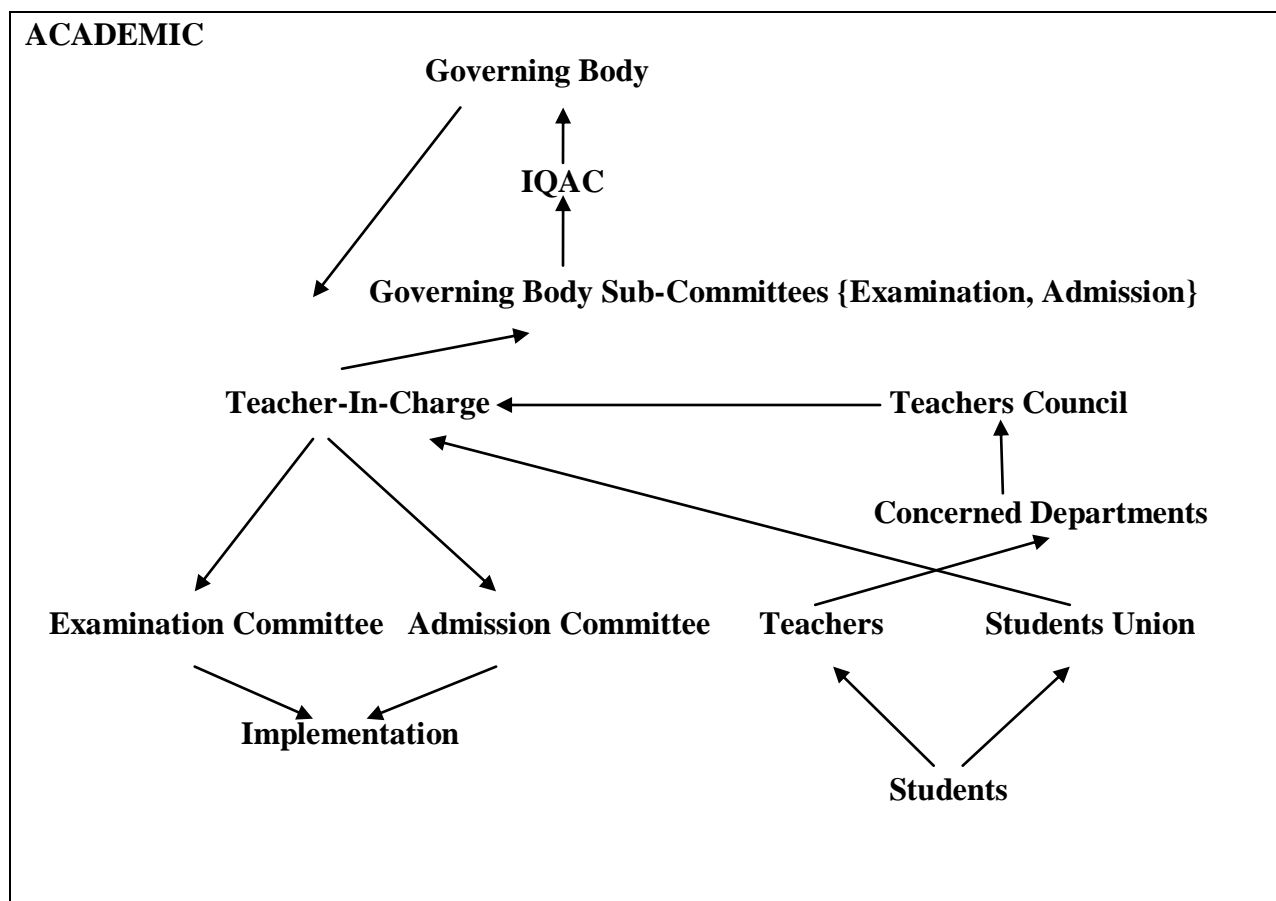 ACADEMIC
Governing Body
IQAC
Governing Body Sub-Committees {Examination, Admission}
Teacher-In-Charge Teachers Council
Concerned Departments
Examination Committee Admission Committee Teachers Students Union
Implementation
Students